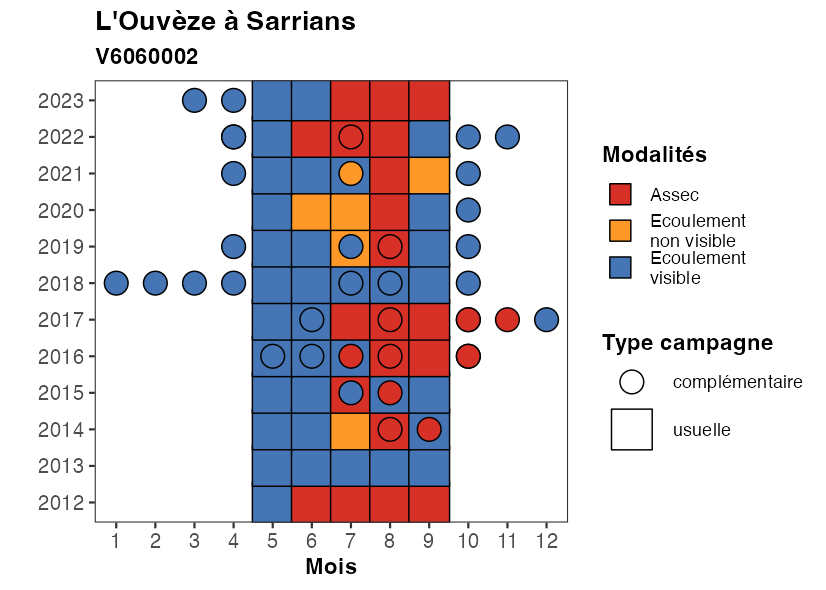 L'Ouvèze à Sarrians
V6060002
2023
2022
2021
2020
2019
2018
2017
2016
2015
2014
2013
2012
1 2 3 4 5 6 7 8 9 10 11 12
Mois
Modalités
Assec
Ecoulement
non visible
Ecoulement
visible
Type campagne
complémentaire
usuelle